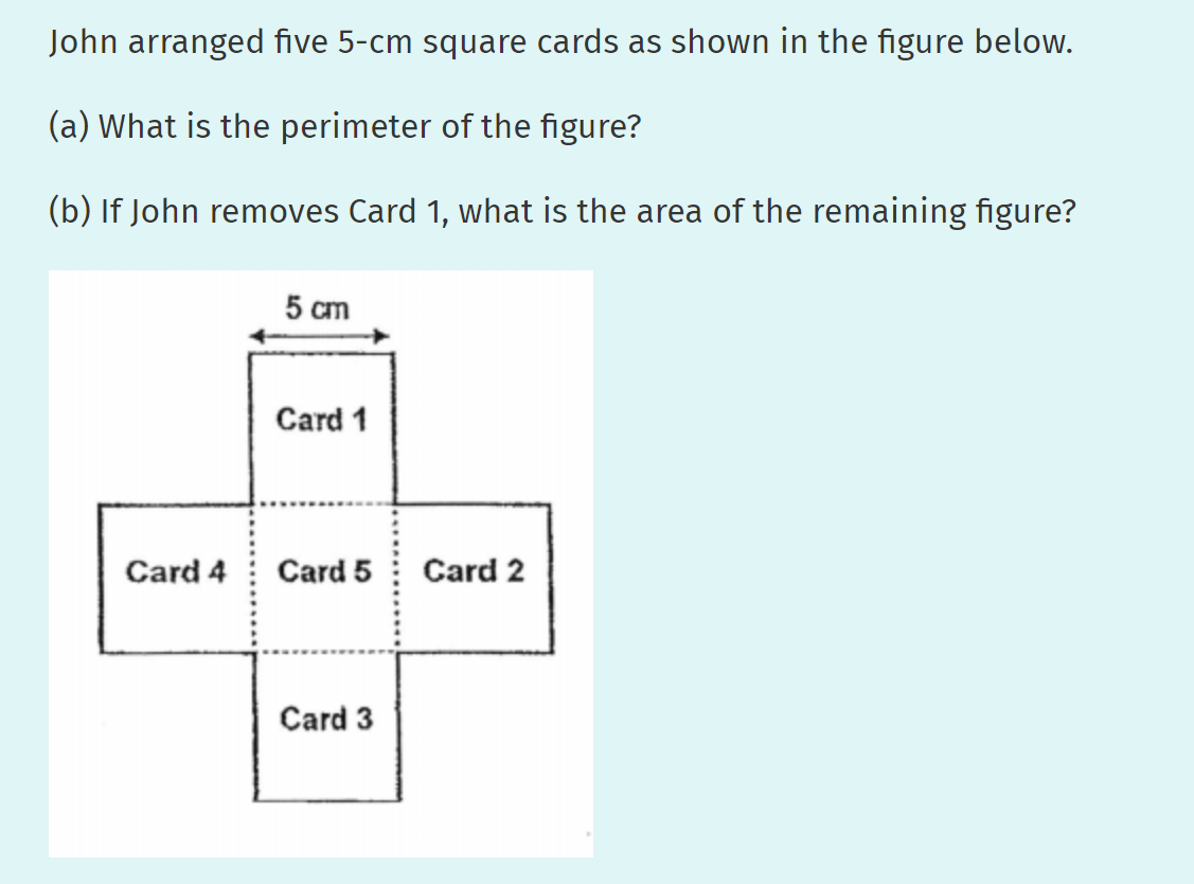 John arranged five 5-cm square cards as shown in the figure below.
(a) What is the perimeter of the figure?
(b) If John removes Card 1, what is the area of the remaining figure?
5 cm
Card 1
Card 4 Card 5 Card 2
Card 3